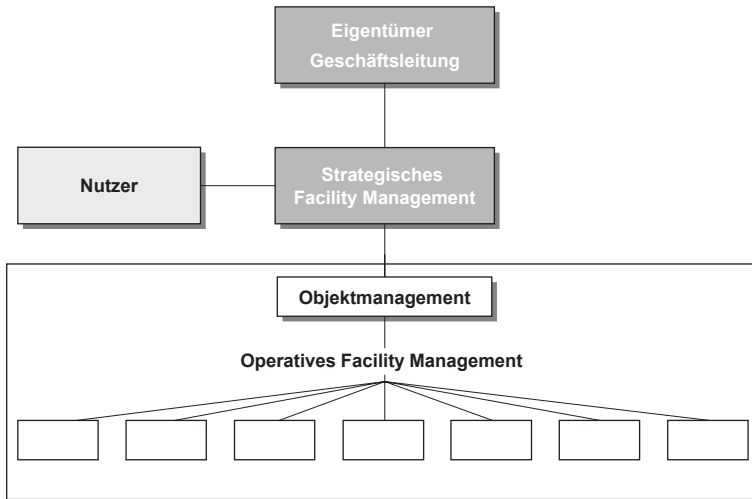 Eigentümer
Geschäftsleitung
Nutzer
Strategisches
Facility Management
Objektmanagement
Operatives Facility Management